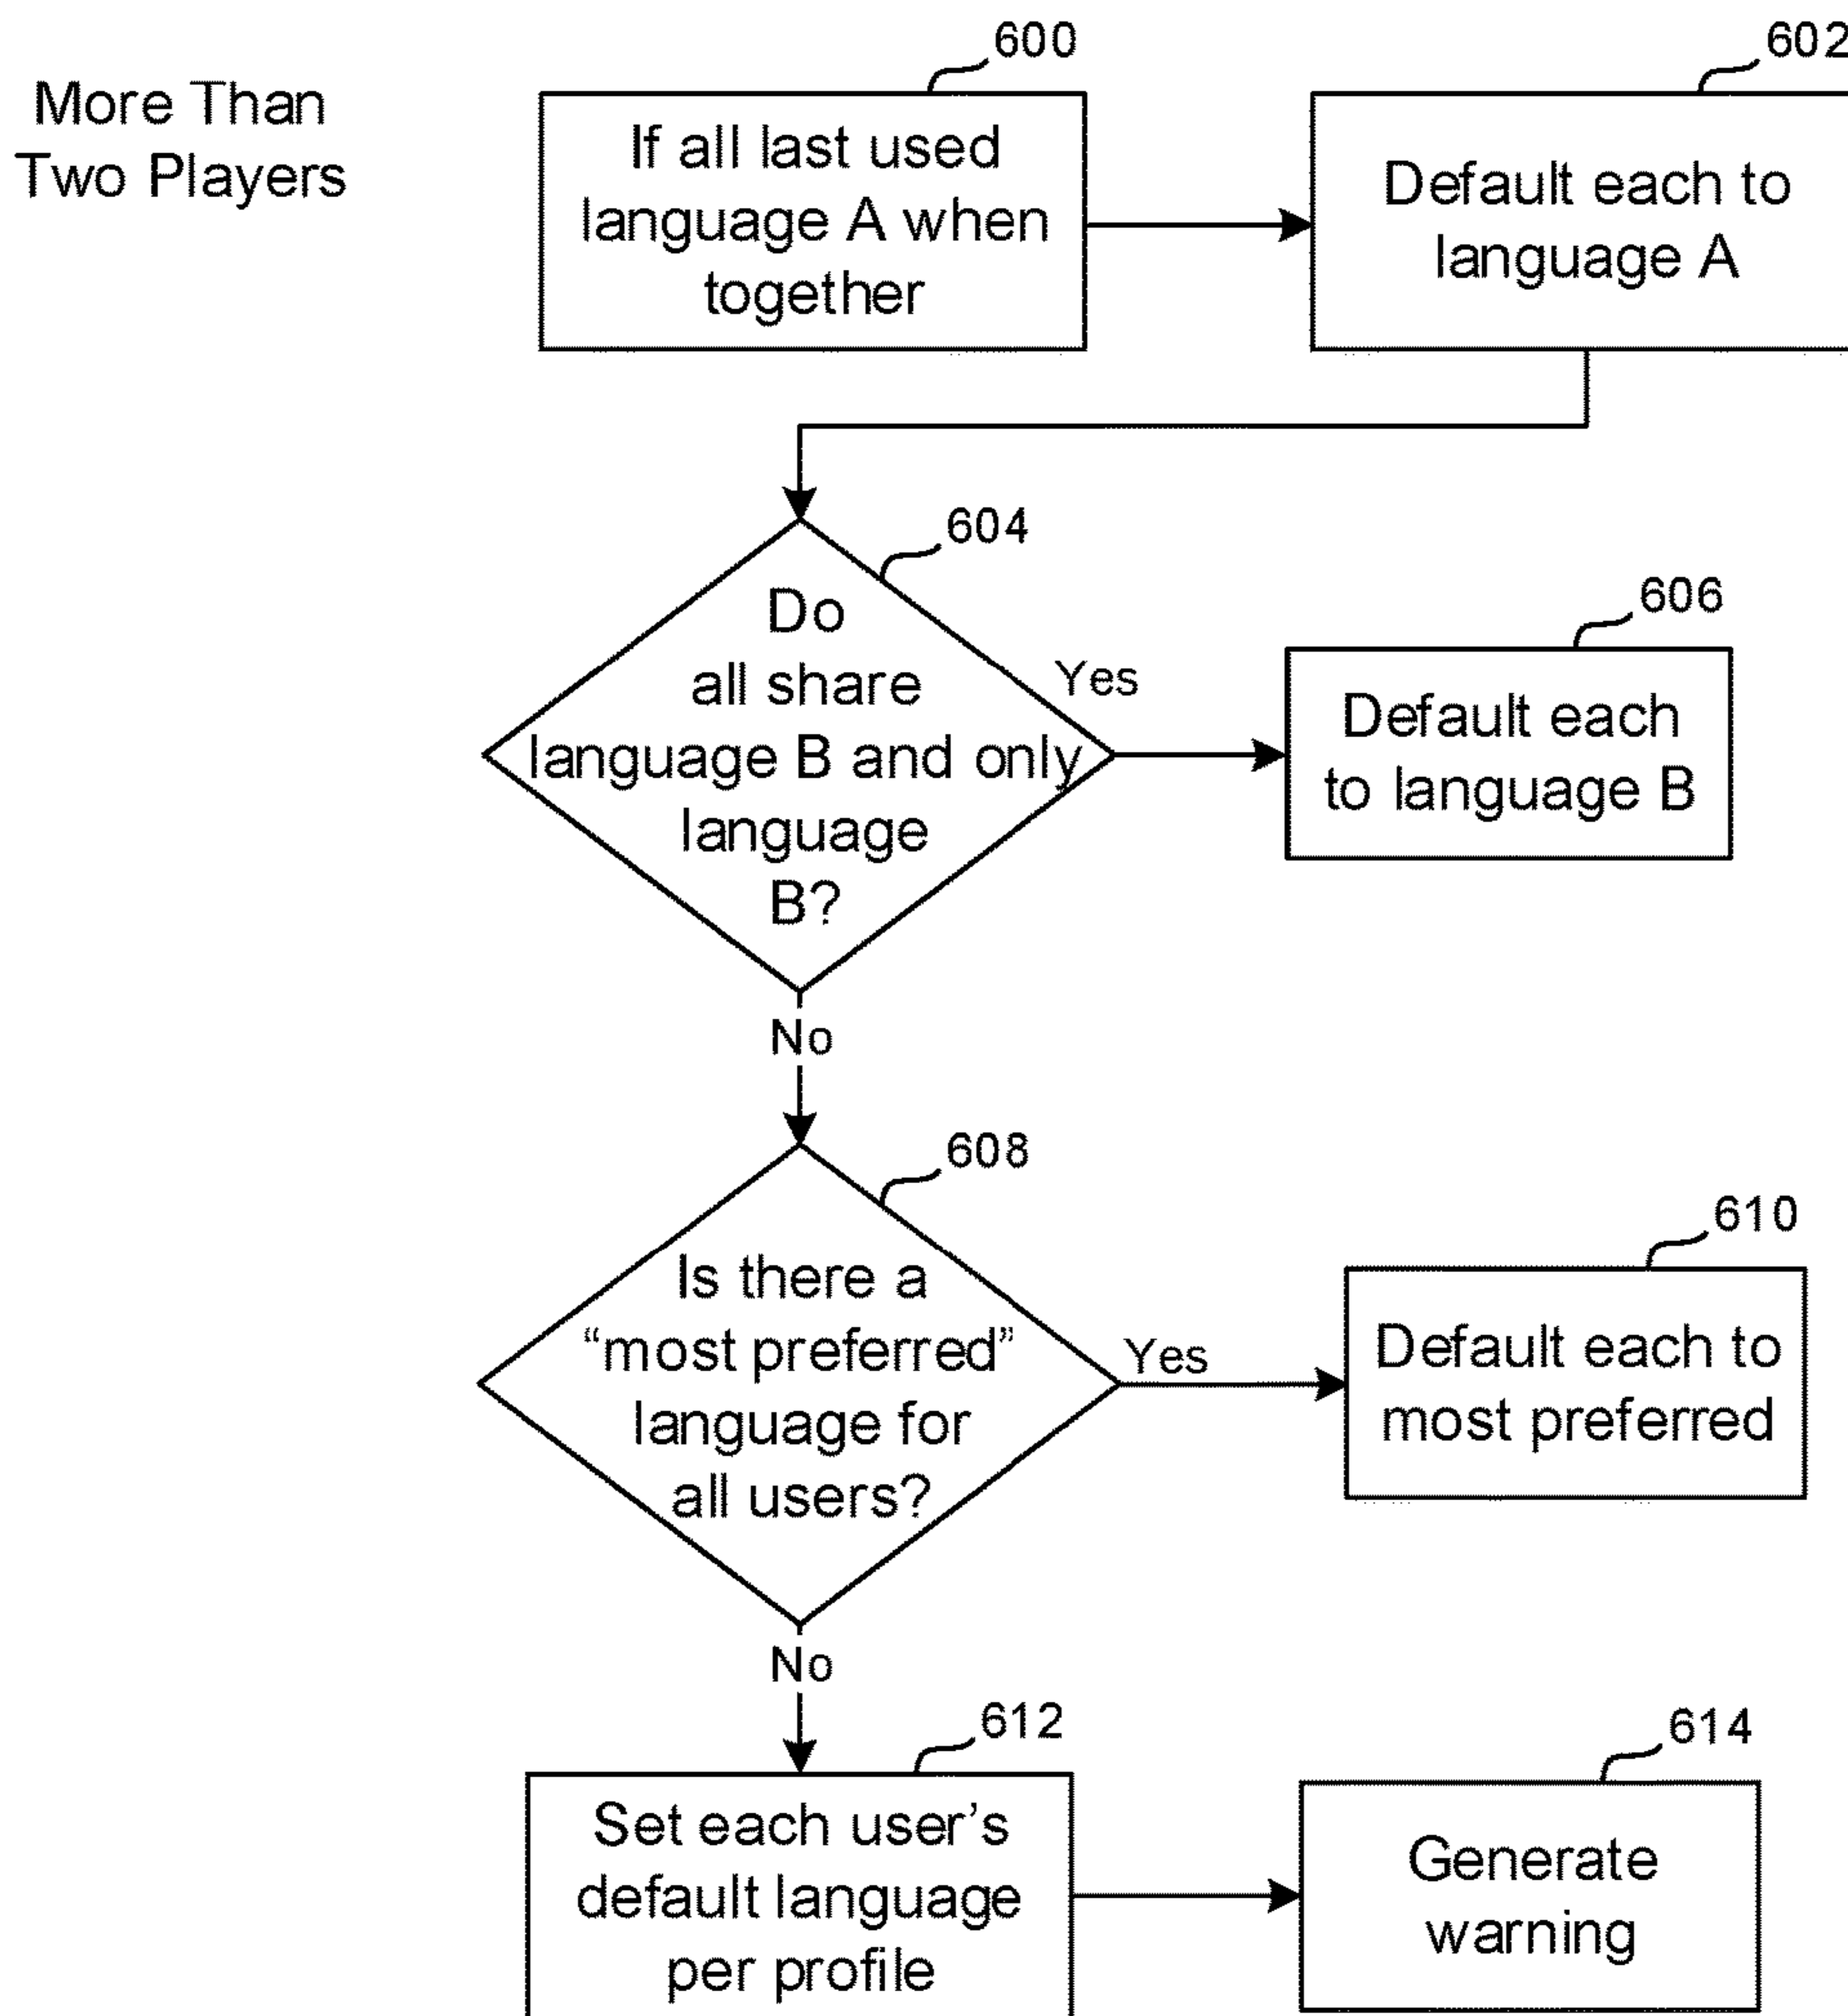 More Than
Two Players
600
If all last used
language A when
together
602
Default each to
language A
604
Do
all share
language B and only
language
B?
Yes
606
Default each
to language B
No
608
Is there a
“most preferred”
language for
all users?
Yes
610
Default each to
most preferred
No
612
Set each user’s
default language
per profile
614
Generate
warning